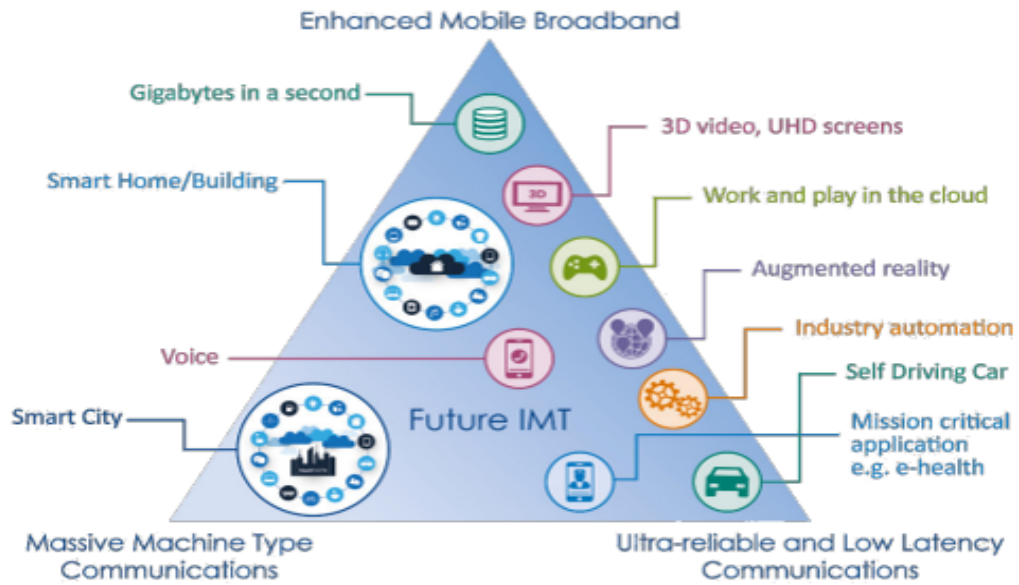 Enhanced Mobile Broadband
Gigabytes in a second
3D video, UHD screens
Smart Home/Building
3D
Work and play in the cloud
Augmented reality
Industry automation
Voice
Self Driving Car
Smart City
Future IMT
Mission critical
application
e.g. e-health
Massive Machine Type
Communications
Ultra-reliable and Low Latency
Communications